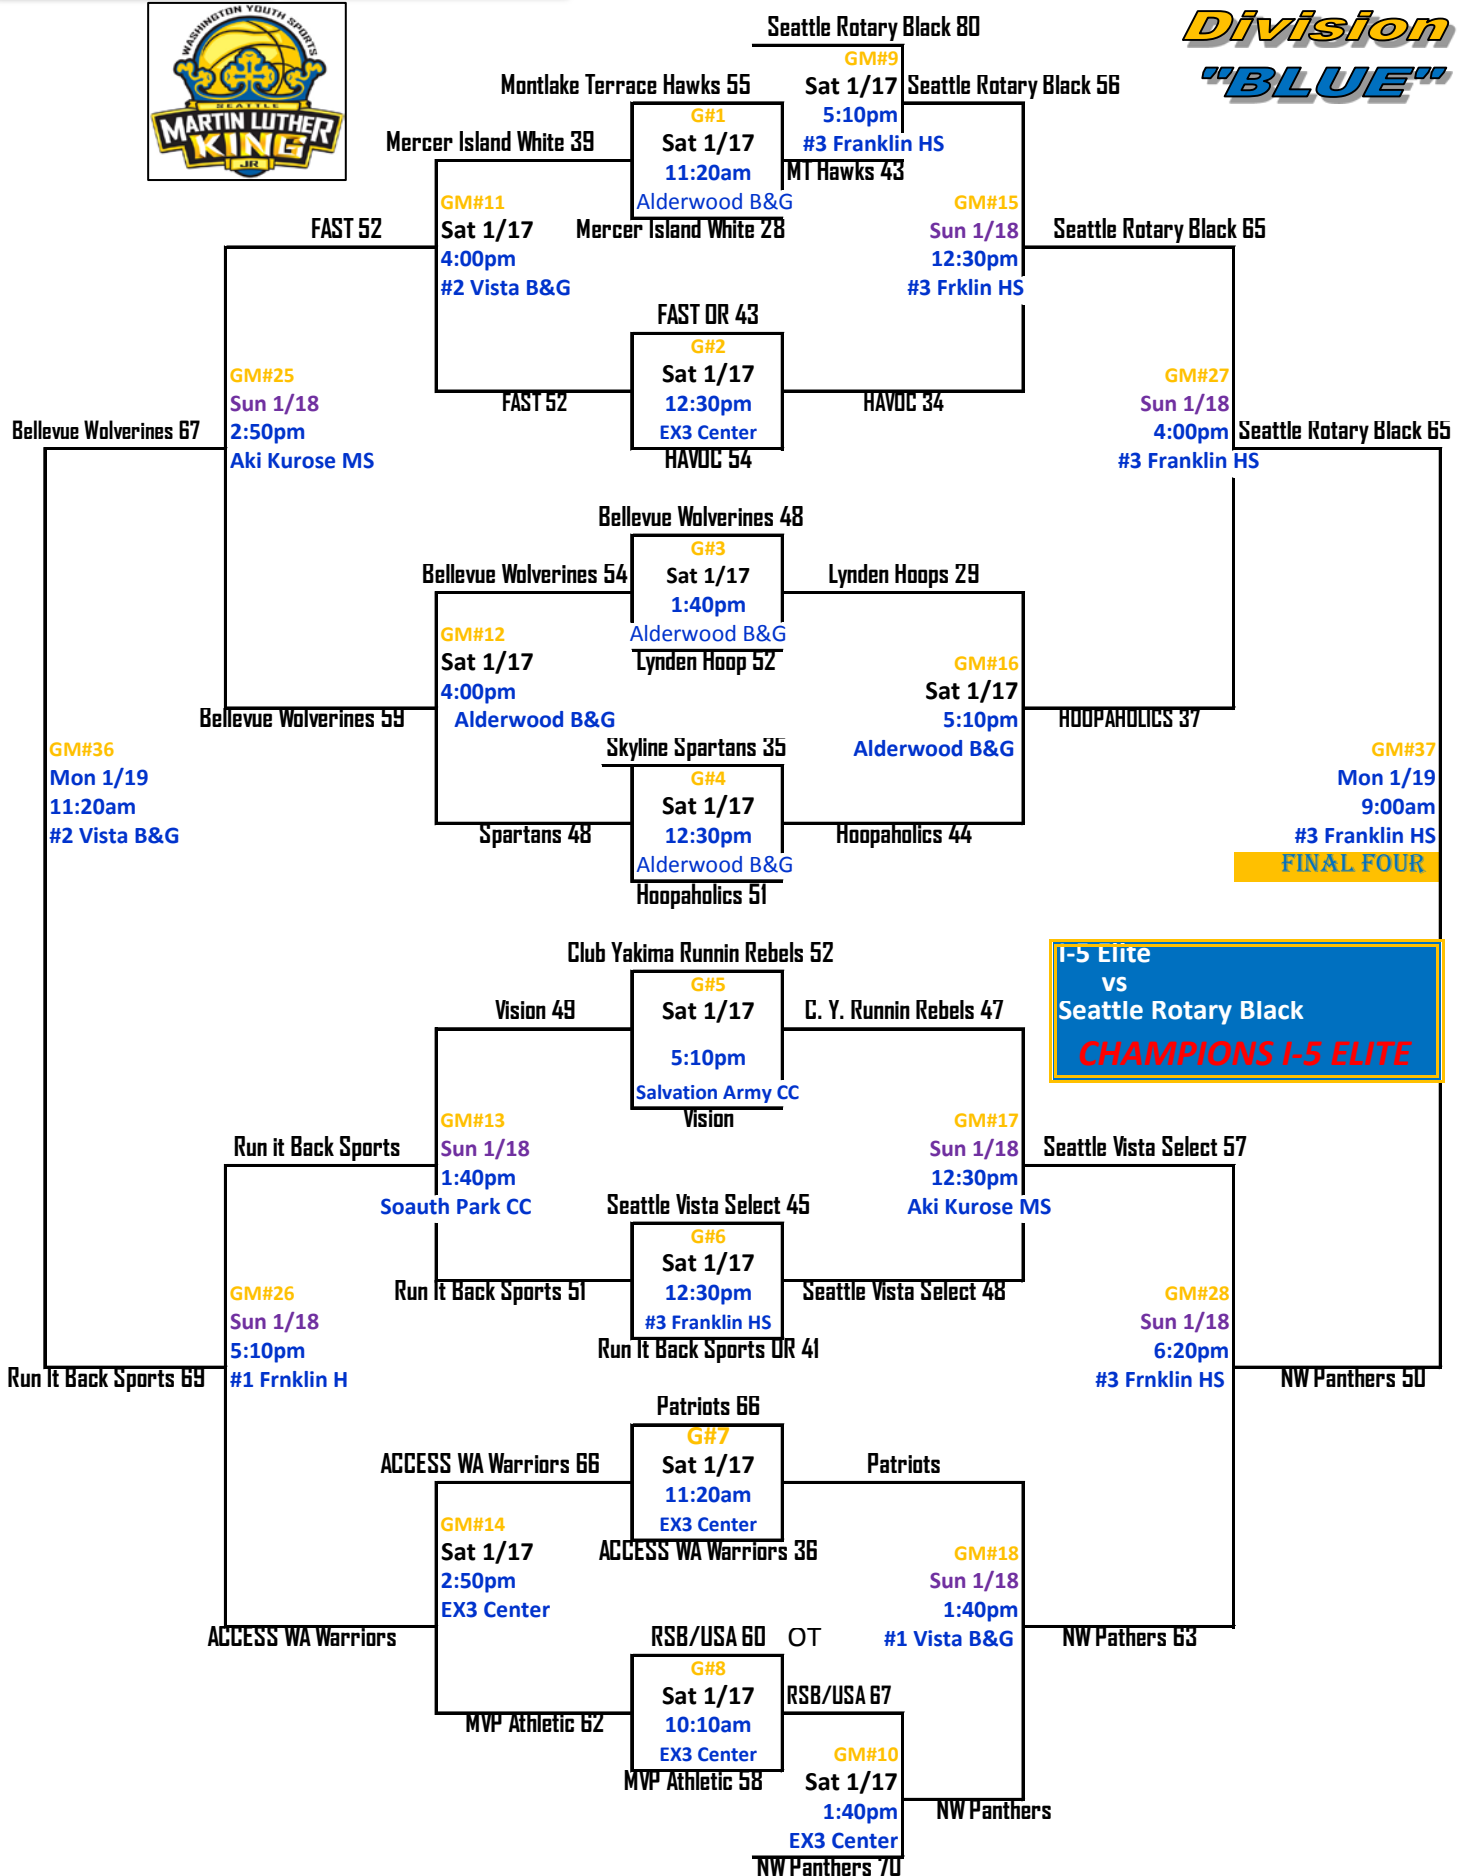 WASHINGTON YOUTH SPORTS
SEATTLE
MARTIN LUTHER
KING
JR
Division
"BLUE"
Seattle Rotary Black 80
GM#9
Sat 1/17
5:10pm
#3 Franklin HS
MT Hawks 43
Seattle Rotary Black 56
Montlake Terrace Hawks 55
G#1
Sat 1/17
11:20am
Alderwood B&G
Mercer Island White 28
Mercer Island White 39
GM#11
Sat 1/17
4:00pm
#2 Vista B&G
FAST 52
GM#15
Sun 1/18
12:30pm
#3 Frklin HS
Seattle Rotary Black 65
FAST OR 43
G#2
Sat 1/17
12:30pm
EX3 Center
HAVOC 54
FAST 52
HAVOC 34
GM#25
Sun 1/18
2:50pm
Aki Kurose MS
Bellevue Wolverines 67
GM#27
Sun 1/18
4:00pm
#3 Franklin HS
Seattle Rotary Black 65
Bellevue Wolverines 48
G#3
Sat 1/17
1:40pm
Alderwood B&G
Lynden Hoop 52
Bellevue Wolverines 54
Lynden Hoops 29
GM#12
Sat 1/17
4:00pm
Alderwood B&G
Bellevue Wolverines 59
GM#16
Sat 1/17
5:10pm
Alderwood B&G
HOOPAHOLICS 37
Skyline Spartans 35
G#4
Sat 1/17
12:30pm
Alderwood B&G
Hoopaholics 51
Spartans 48
Hoopaholics 44
GM#36
Mon 1/19
11:20am
#2 Vista B&G
GM#37
Mon 1/19
9:00am
#3 Franklin HS
FINAL FOUR
I-5 Elite
vs
Seattle Rotary Black
CHAMPIONS I-5 ELITE
Club Yakima Runnin Rebels 52
G#5
Sat 1/17
5:10pm
Salvation Army CC
Vision
Vision 49
C. Y. Runnin Rebels 47
GM#13
Sun 1/18
1:40pm
Soauth Park CC
Run it Back Sports
GM#17
Sun 1/18
12:30pm
Aki Kurose MS
Seattle Vista Select 57
Seattle Vista Select 45
G#6
Sat 1/17
12:30pm
#3 Franklin HS
Run It Back Sports OR 41
Run It Back Sports 51
Seattle Vista Select 48
GM#26
Sun 1/18
5:10pm
#1 Frnklin H
Run It Back Sports 69
GM#28
Sun 1/18
6:20pm
#3 Frnklin HS
NW Panthers 50
Patriots 66
G#7
Sat 1/17
11:20am
EX3 Center
ACCESS WA Warriors 36
ACCESS WA Warriors 66
Patriots
GM#14
Sat 1/17
2:50pm
EX3 Center
ACCESS WA Warriors
GM#18
Sun 1/18
1:40pm
#1 Vista B&G
NW Pathers 63
RSB/USA 60 OT
G#8
Sat 1/17
10:10am
EX3 Center
MVP Athletic 58
MVP Athletic 62
RSB/USA 67
GM#10
Sat 1/17
1:40pm
EX3 Center
NW Panthers 70
NW Panthers